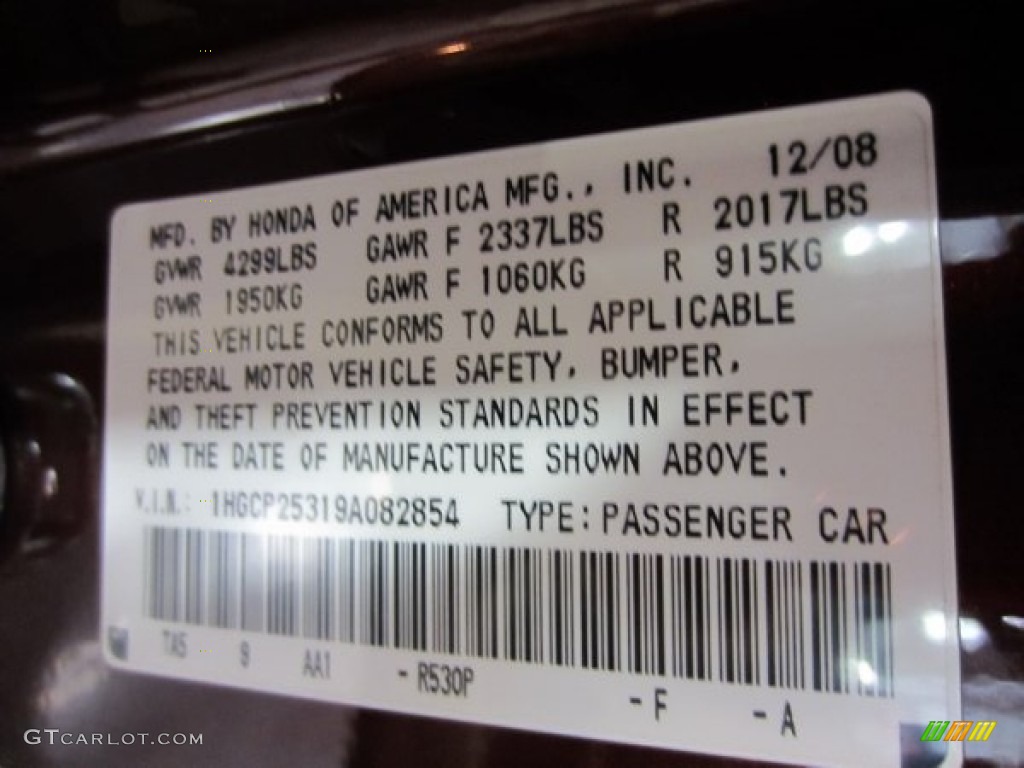 MFD. BY HONDA OF AMERICA MFG., INC. 12/08
GVWR 4299LBS GAWR F 2337LBS R 2017LBS
GVWR 1950KG GAWR F 1060KG R 915KG
THIS VEHICLE CONFORMS TO ALL APPLICABLE
FEDERAL MOTOR VEHICLE SAFETY, BUMPER,
AND THEFT PREVENTION STANDARDS IN EFFECT
ON THE DATE OF MANUFACTURE SHOWN ABOVE.
V.I.N.: 1HGCP25319A082854 TYPE: PASSENGER CAR
TA5 9 AA1 - R530P - F - A
GTCARLOT.COM